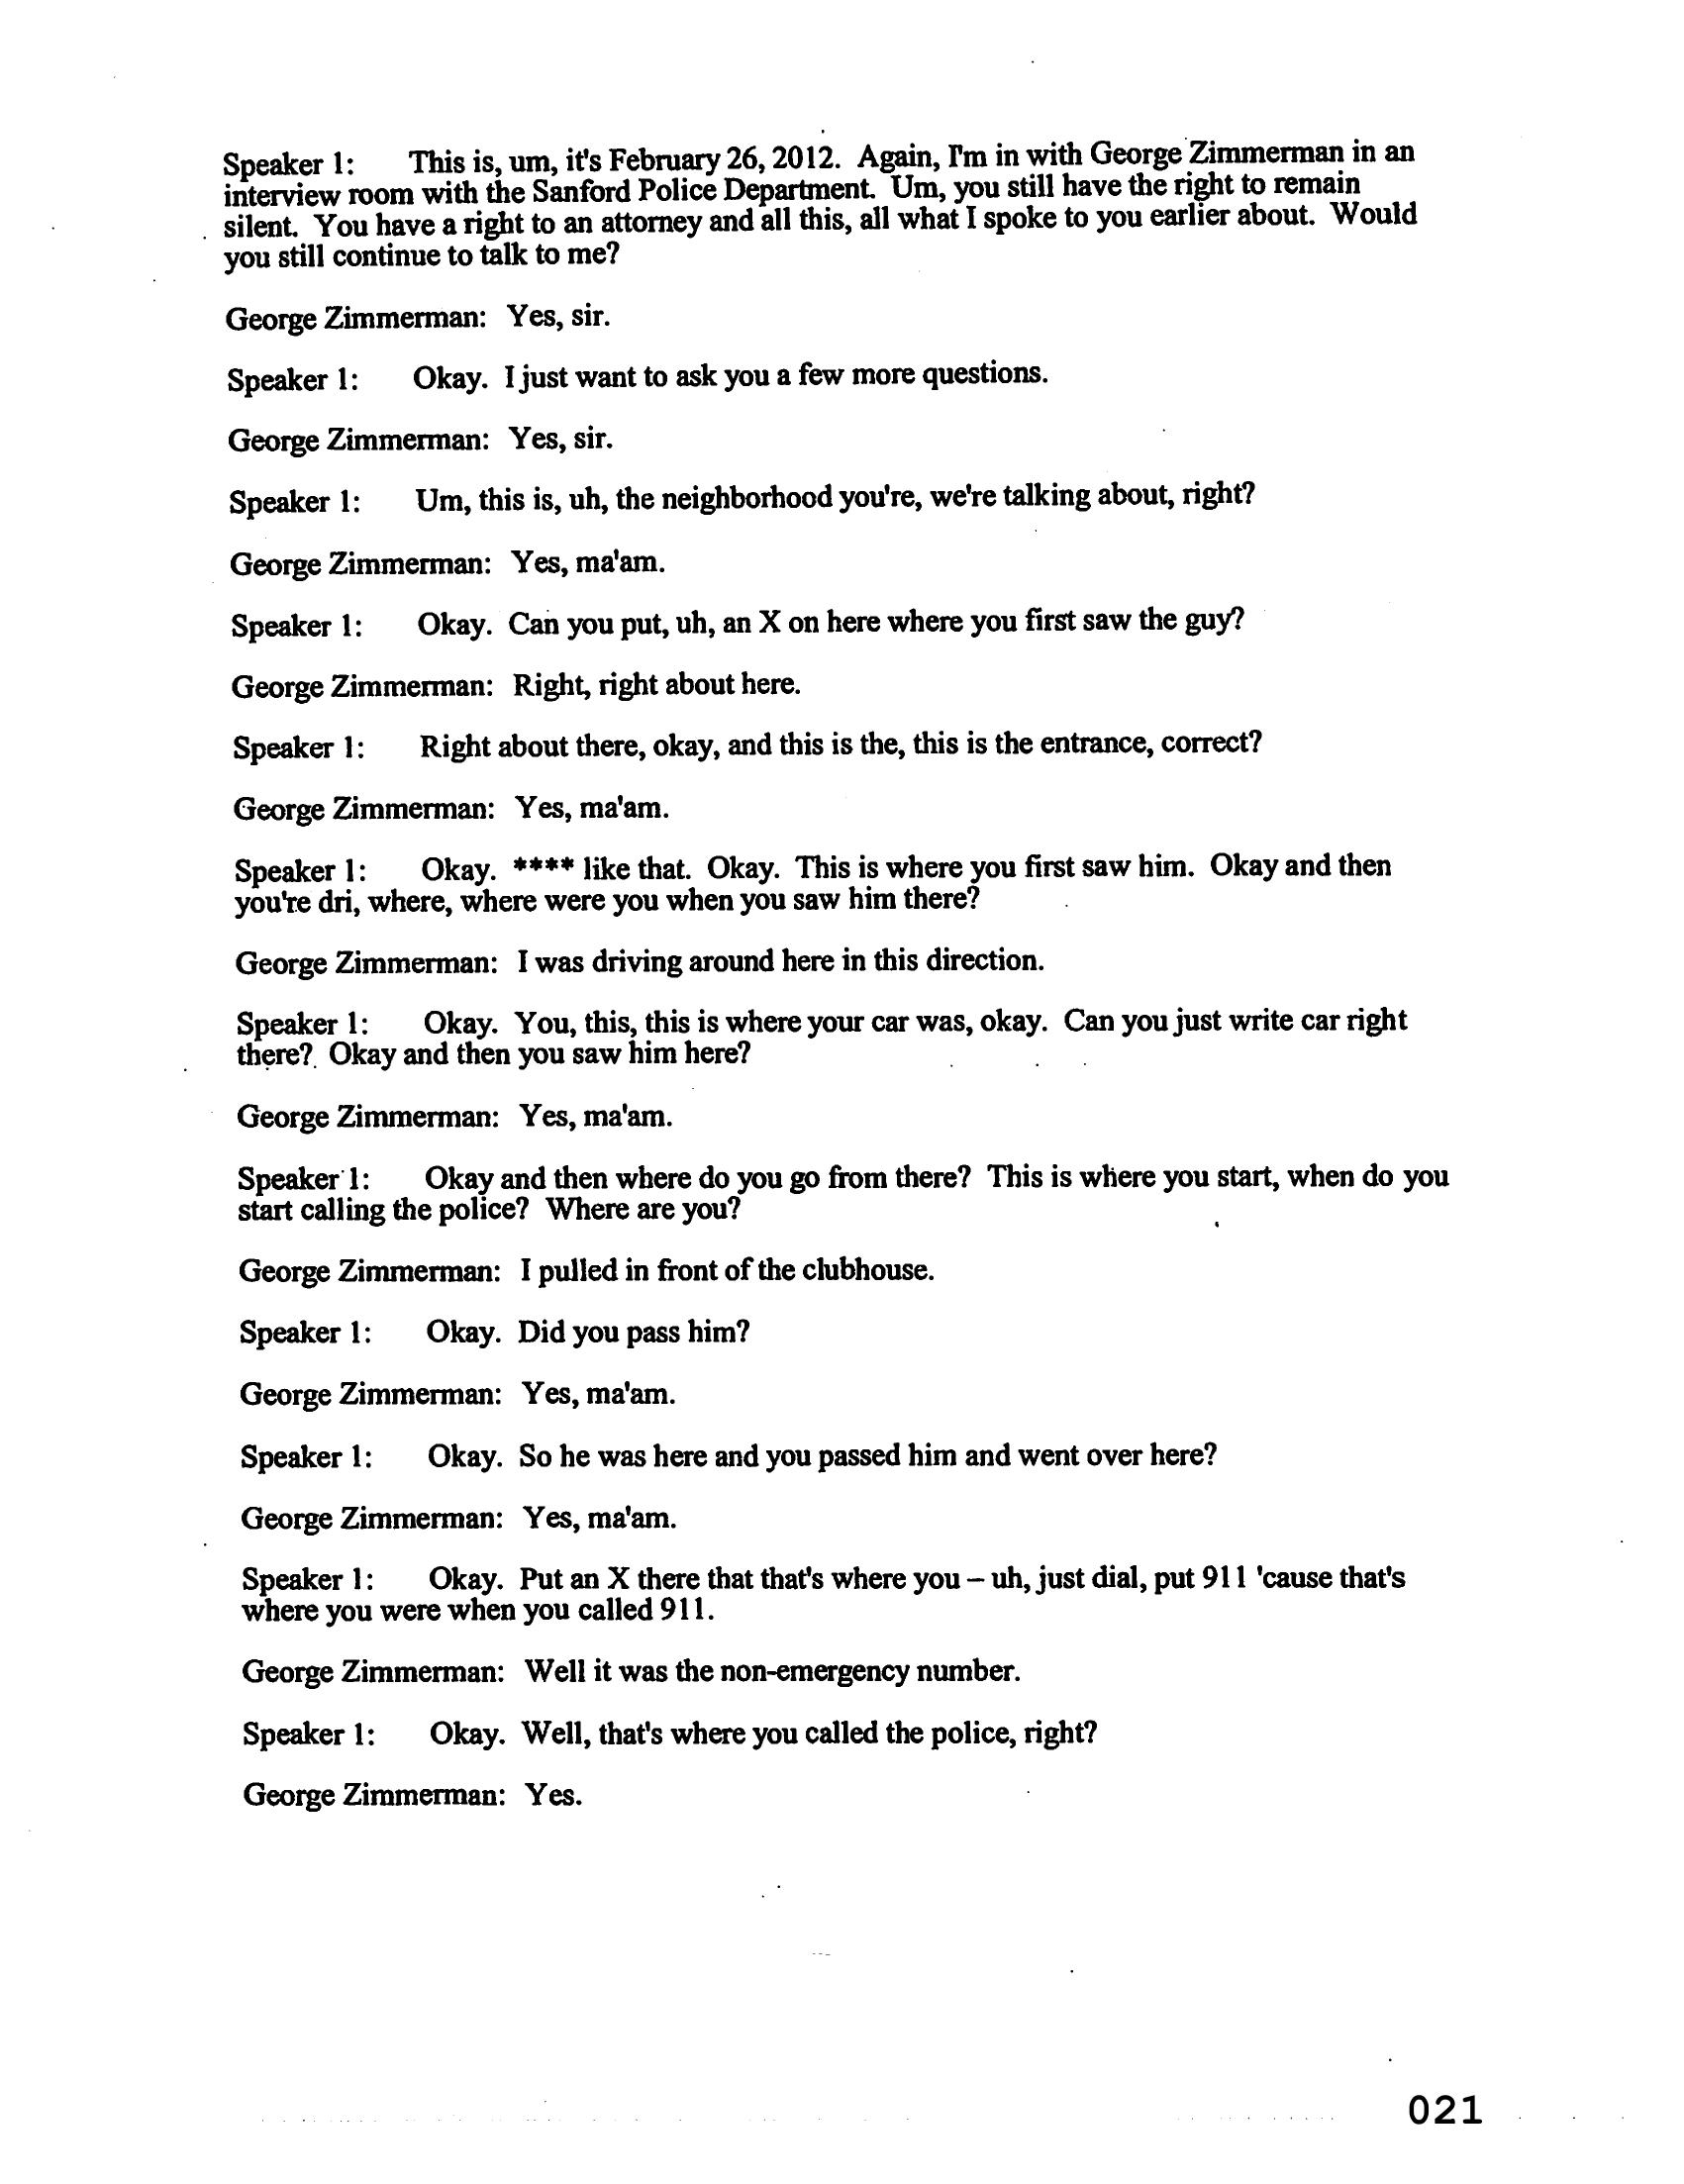 Speaker 1: This is, um, it's February 26, 2012. Again, I'm in with George Zimmerman in an
interview room with the Sanford Police Department. Um, you still have the right to remain
silent. You have a right to an attorney and all this, all what I spoke to you earlier about. Would
you still continue to talk to me?
George Zimmerman: Yes, sir.
Speaker 1: Okay. I just want to ask you a few more questions.
George Zimmerman: Yes, sir.
Speaker 1: Um, this is, uh, the neighborhood you're, we're talking about, right?
George Zimmerman: Yes, ma'am.
Speaker 1: Okay. Can you put, uh, an X on here where you first saw the guy?
George Zimmerman: Right, right about here.
Speaker 1: Right about there, okay, and this is the, this is the entrance, correct?
George Zimmerman: Yes, ma'am.
Speaker 1: Okay. **** like that. Okay. This is where you first saw him. Okay and then
you're dri, where, where were you when you saw him there?
George Zimmerman: I was driving around here in this direction.
Speaker 1: Okay. You, this, this is where your car was, okay. Can you just write car right
there? Okay and then you saw him here?
George Zimmerman: Yes, ma'am.
Speaker 1: Okay and then where do you go from there? This is where you start, when do you
start calling the police? Where are you?
George Zimmerman: I pulled in front of the clubhouse.
Speaker 1: Okay. Did you pass him?
George Zimmerman: Yes, ma'am.
Speaker 1: Okay. So he was here and you passed him and went over here?
George Zimmerman: Yes, ma'am.
Speaker 1: Okay. Put an X there that that's where you – uh, just dial, put 911 'cause that's
where you were when you called 911.
George Zimmerman: Well it was the non-emergency number.
Speaker 1: Okay. Well, that's where you called the police, right?
George Zimmerman: Yes.
021